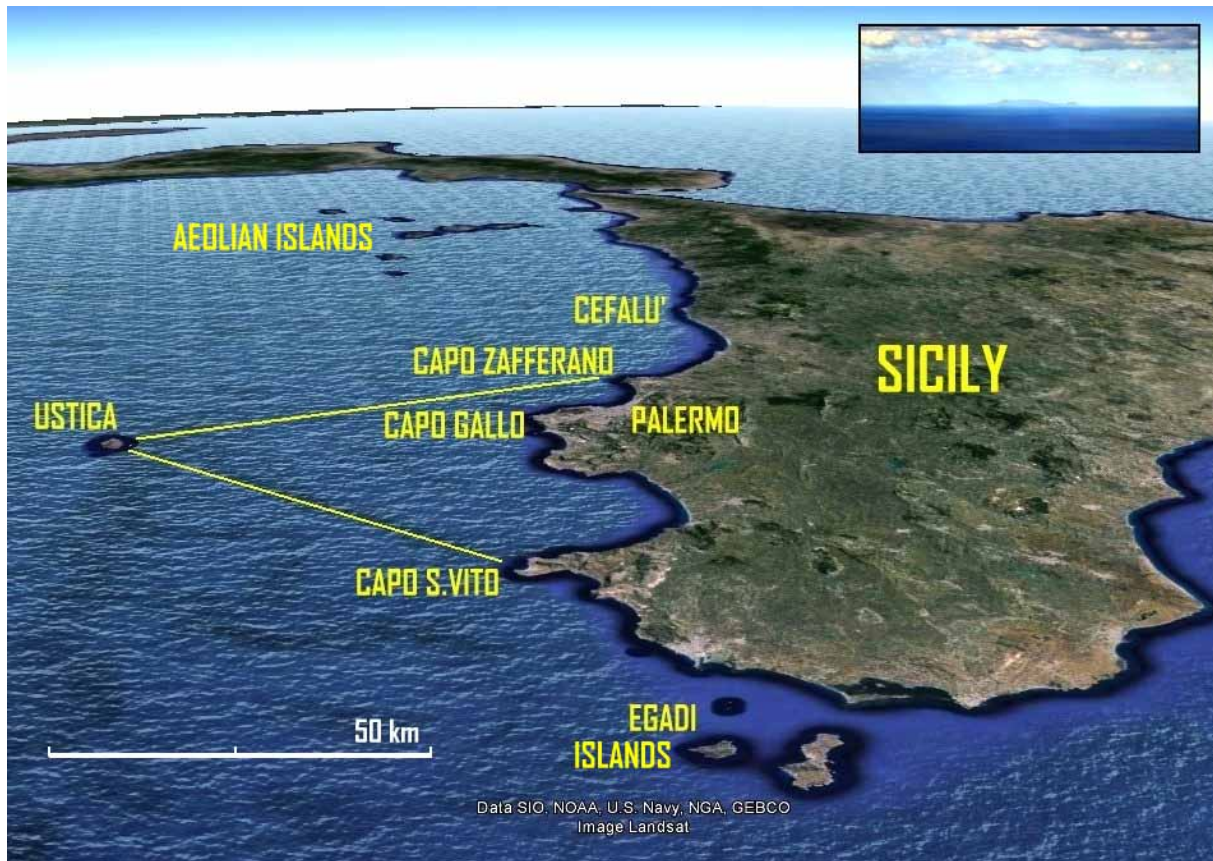 AEOLIAN ISLANDS
CEFALU'
CAPO ZAFFERANO
SICILY
USTICA
CAPO GALLO
PALERMO
CAPO S.VITO
50 km
EGADI
ISLANDS
Data SIO, NOAA, U.S. Navy, NGA, GEBCO
Image Landsat